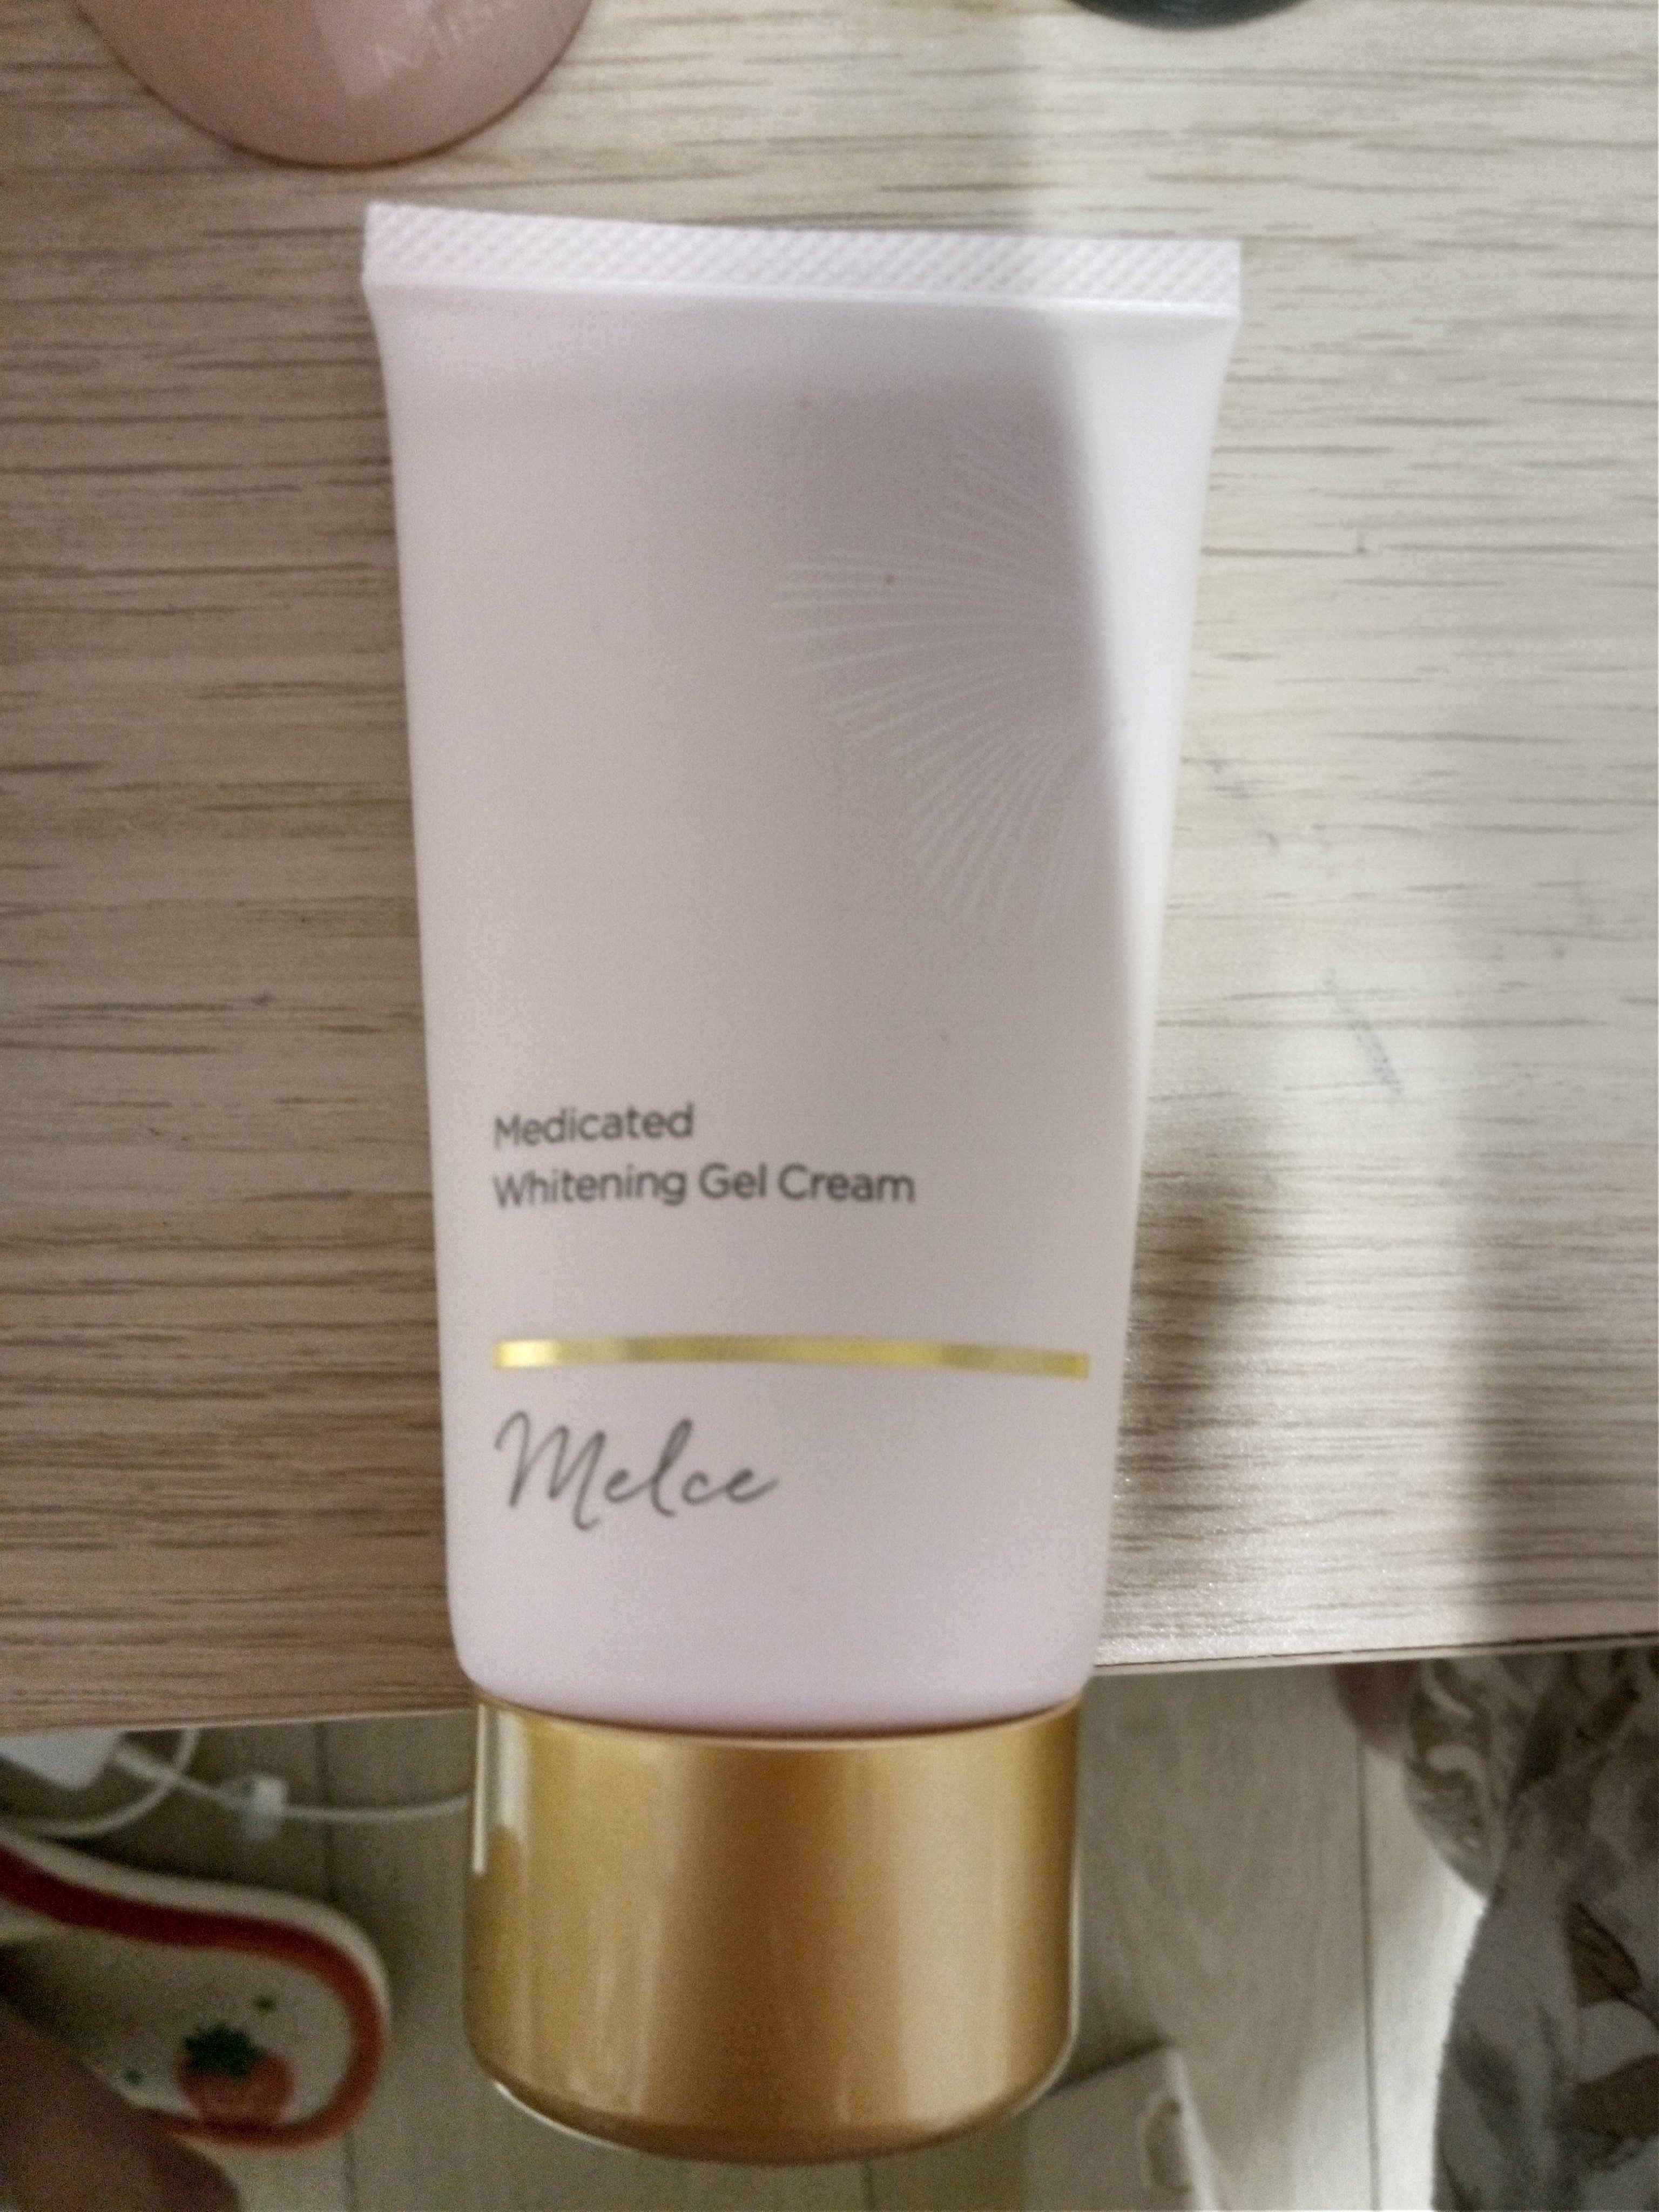 Medicated
Whitening Gel Cream
Melce